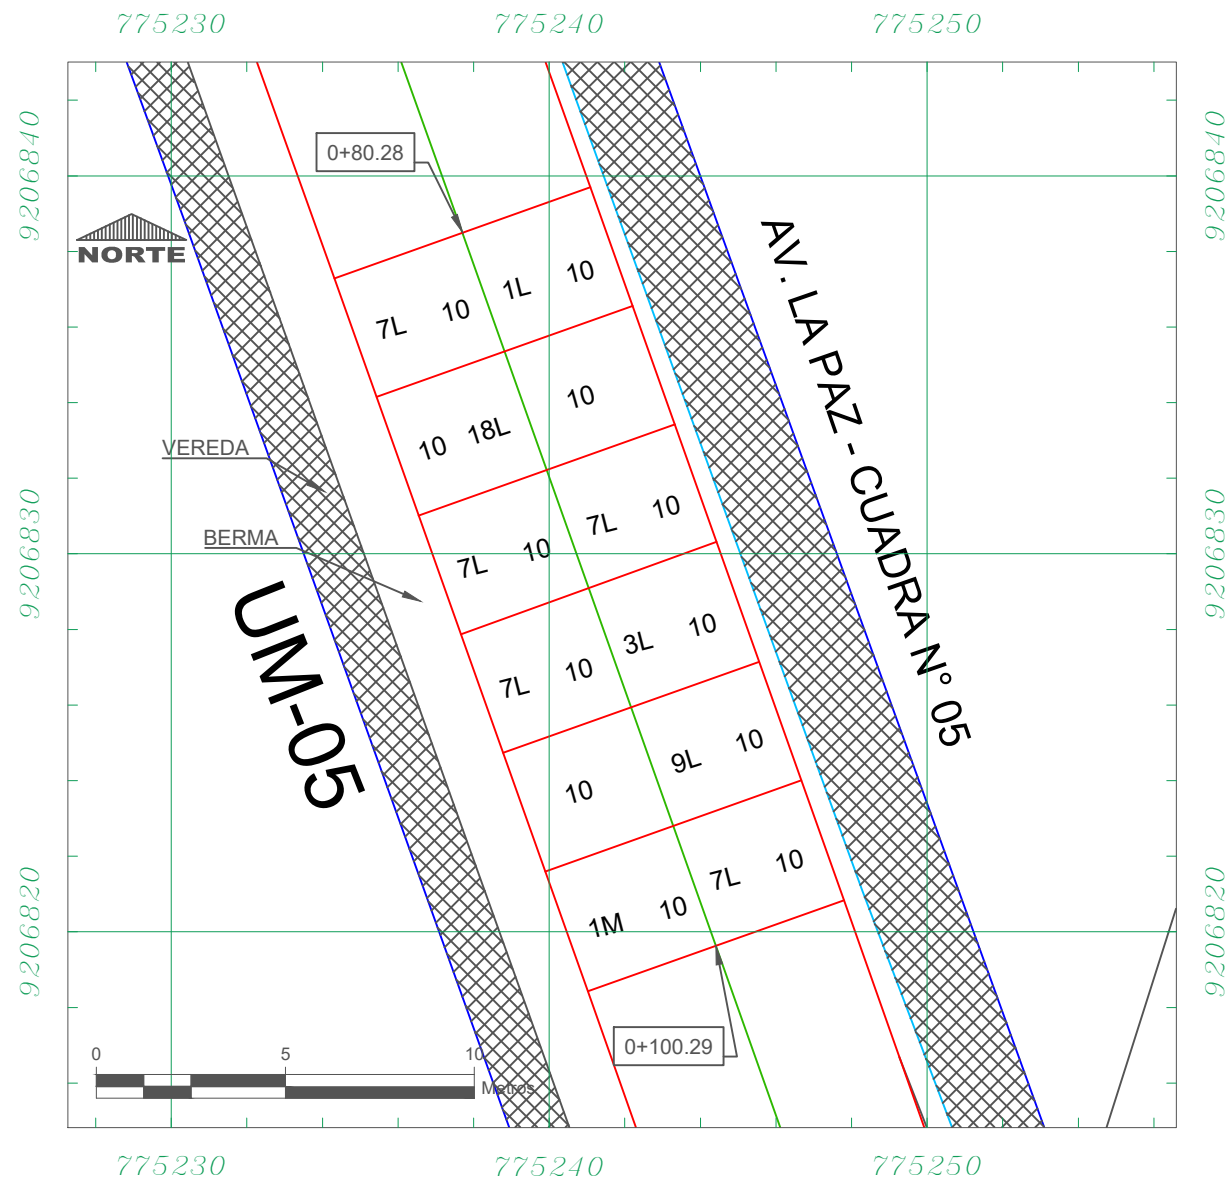 775230 775240 775250
9206840
9206840
0+80.28
NORTE
AV. LA PAZ - CUADRA N° 05
7L 10 1L 10
10 18L 10
VEREDA
7L 10 7L 10
9206830
9206830
BERMA
UM-05
7L 10 3L 10
10 9L 10
1M 10 7L 10
9206820
9206820
0+100.29
0 5 10
Metros
775230 775240 775250